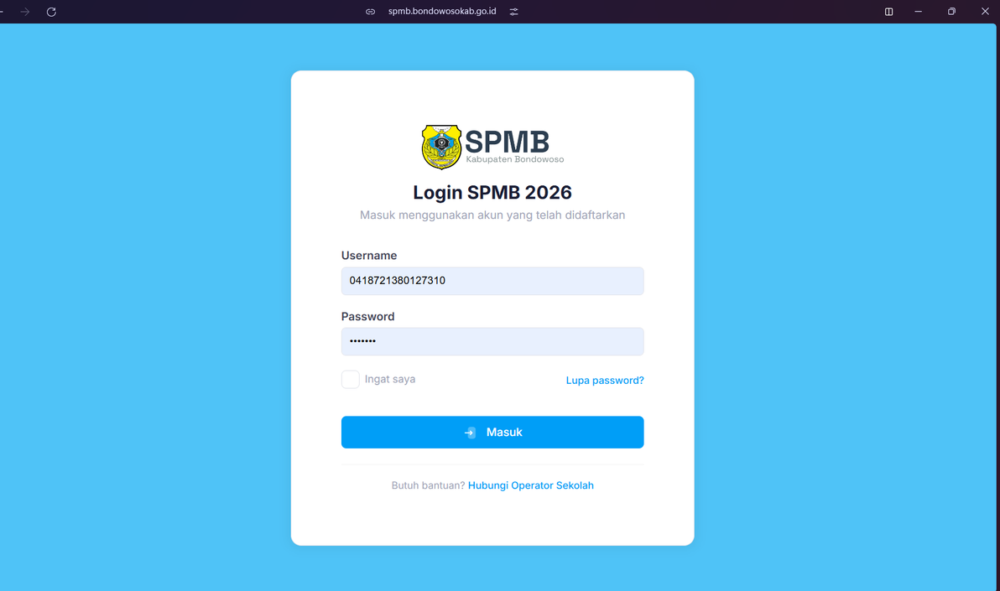 spmb.bondowosokab.go.id
SPMB
Kabupaten Bondowoso
Login SPMB 2026
Masuk menggunakan akun yang telah didaftarkan
Username
0418721380127310
Password
•••••••
Ingat saya
Lupa password?
Masuk
Butuh bantuan? Hubungi Operator Sekolah